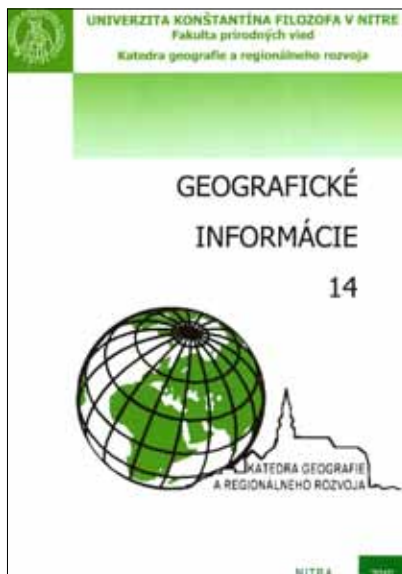 UNIVERZITA KONŠTANTÍNA FILOZOFA V NITRE
Fakulta prírodných vied
Katedra geografie a regionálneho rozvoja
GEOGRAFICKÉ
INFORMÁCIE
14
KATEDRA GEOGRAFIE
A REGIONÁLNEHO ROZVOJA
NITRA